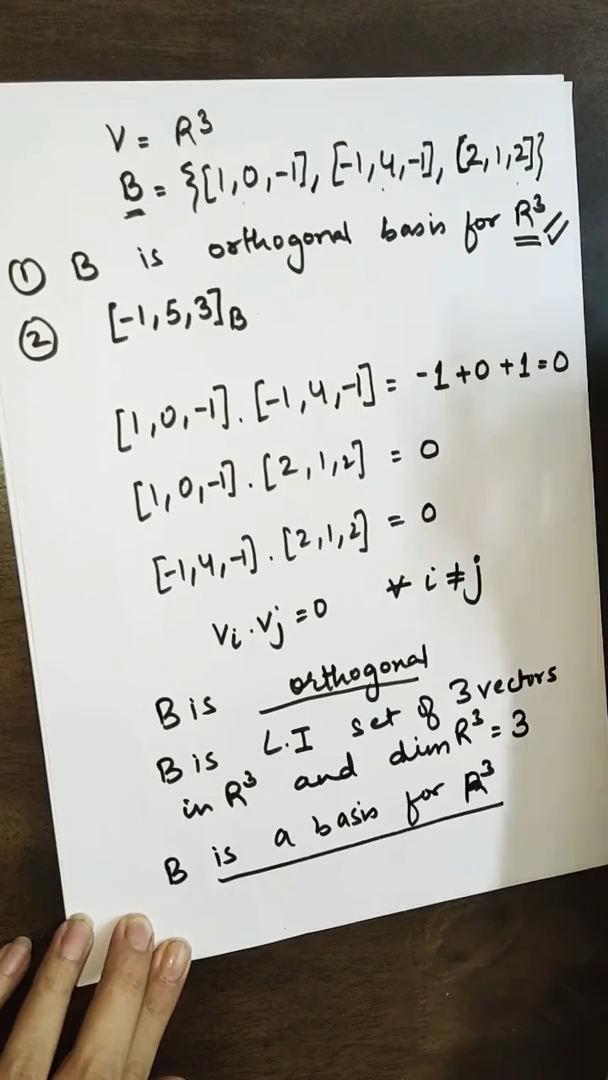 V = R³
B = {[1,0,-1], [-1,4,-1], [2,1,2]}
① B is orthogonal basis for R³ ✓
② [-1,5,3]B
[1,0,-1] . [-1,4,-1] = -1+0+1=0
[1,0,-1] . [2,1,2] = 0
[-1,4,-1] . [2,1,2] = 0
vi . vj = 0 ∀ i ≠ j
B is orthogonal
B is L.I set of 3 vectors
in R³ and dim R³ = 3
B is a basis for R³